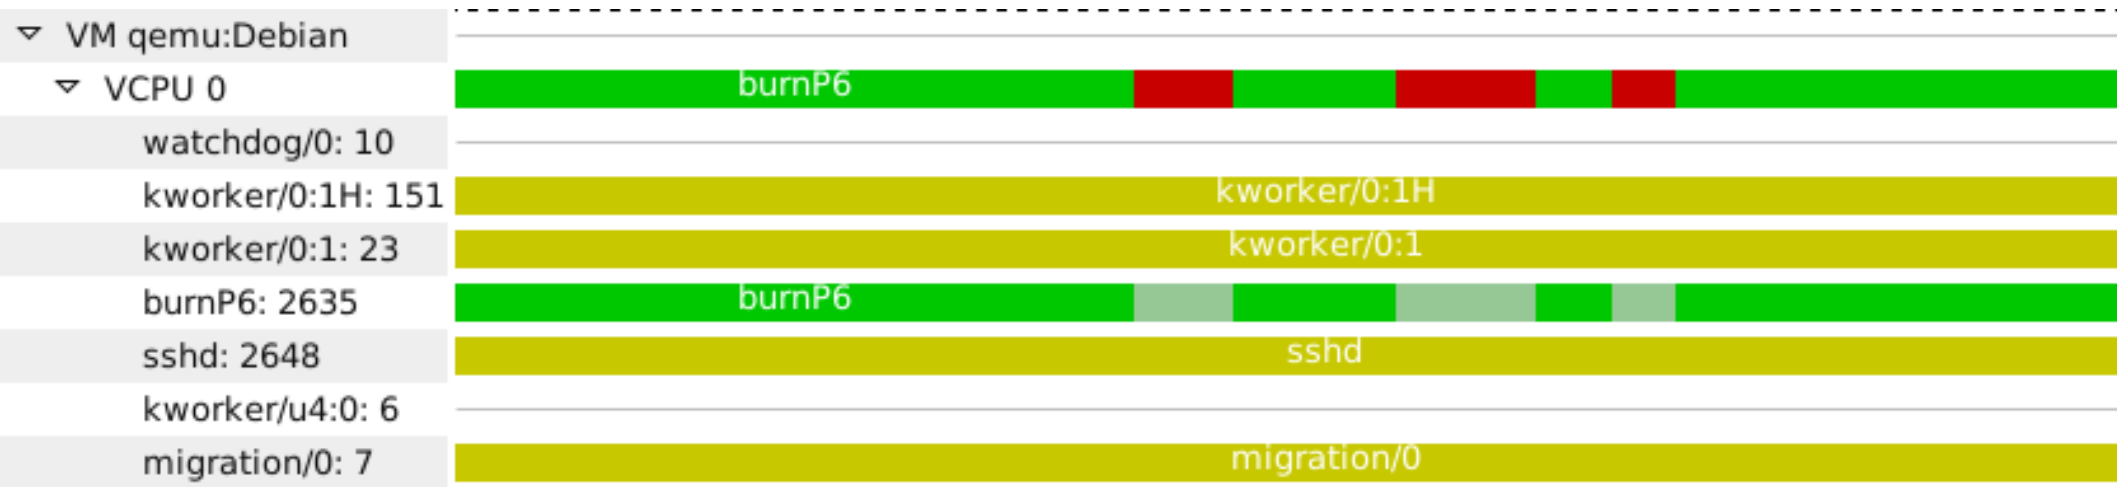 VM qemu:Debian
VCPU 0 burnP6
watchdog/0: 10
kworker/0:1H: 151 kworker/0:1H
kworker/0:1: 23 kworker/0:1
burnP6: 2635 burnP6
sshd: 2648 sshd
kworker/u4:0: 6
migration/0: 7 migration/0